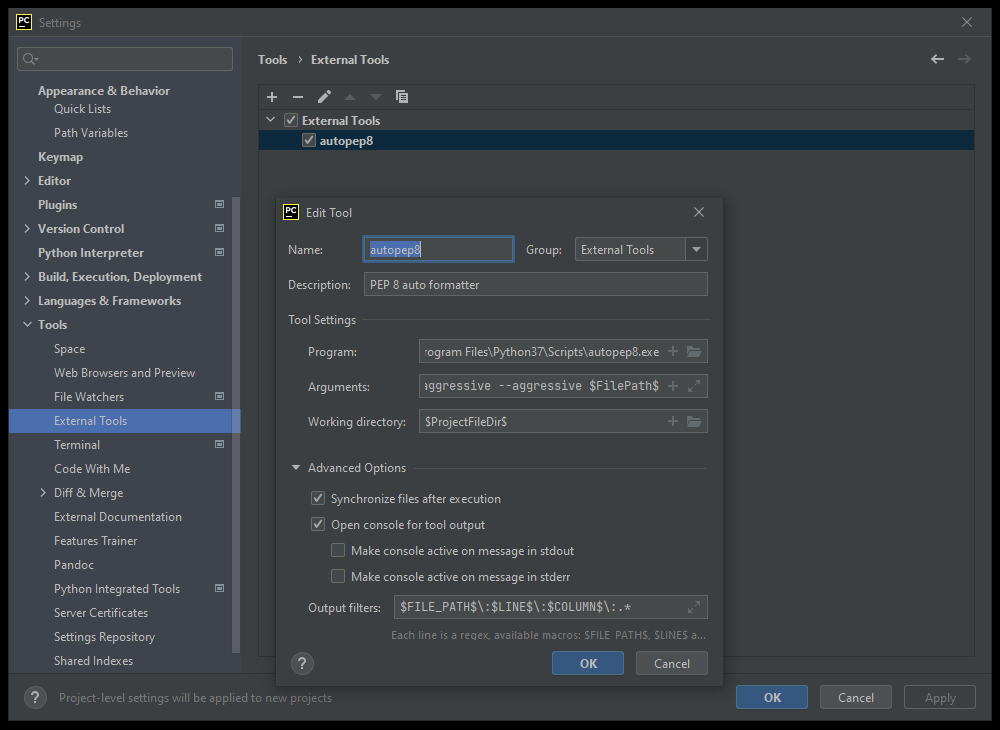 PC Settings
Appearance & Behavior
Quick Lists
Path Variables
Keymap
Editor
Plugins
Version Control
Python Interpreter
Build, Execution, Deployment
Languages & Frameworks
Tools
Space
Web Browsers and Preview
File Watchers
External Tools
Terminal
Code With Me
Diff & Merge
External Documentation
Features Trainer
Pandoc
Python Integrated Tools
Server Certificates
Settings Repository
Shared Indexes
Tools › External Tools
External Tools
autopep8
PC Edit Tool
Name: autopep8 Group: External Tools
Description: PEP 8 auto formatter
Tool Settings
Program: rogram Files\Python37\Scripts\autopep8.exe
Arguments: aggressive --aggressive $FilePath$
Working directory: $ProjectFileDir$
Advanced Options
Synchronize files after execution
Open console for tool output
Make console active on message in stdout
Make console active on message in stderr
Output filters: $FILE_PATH$\:$LINE$\:$COLUMN$\:.*
Each line is a regex, available macros: $FILE_PATH$, $LINE$ a...
? OK Cancel
? Project-level settings will be applied to new projects
OK Cancel Apply